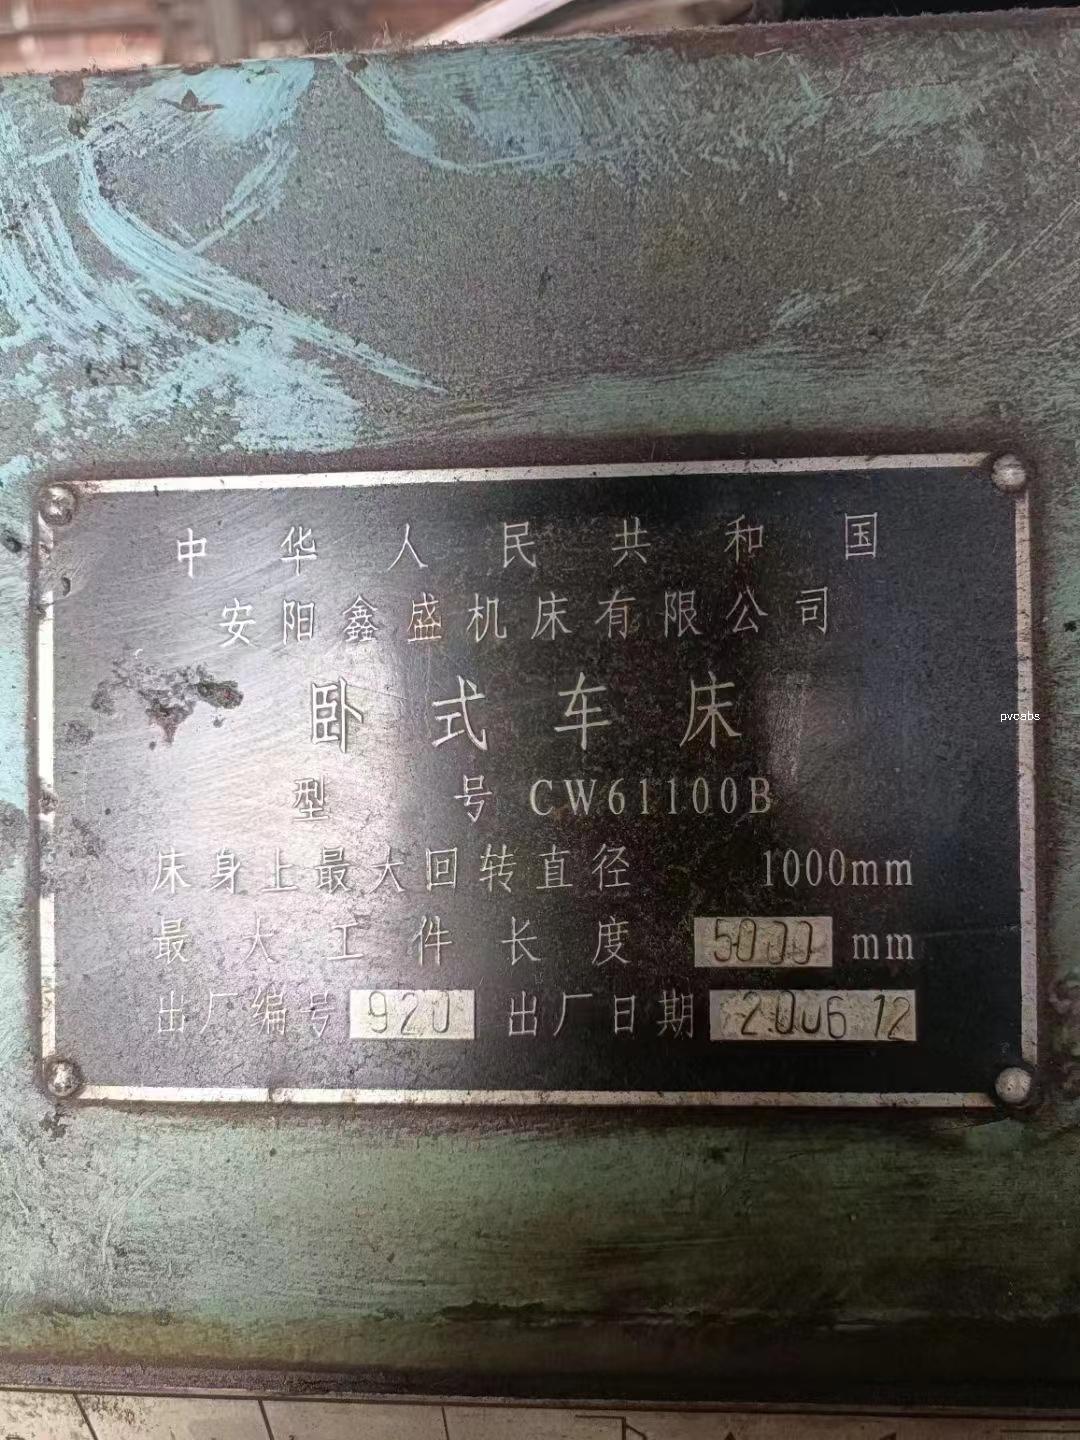 中华人民共和国
安阳鑫盛机床有限公司
卧式车床
型号 CW61100B
床身上最大回转直径 1000mm
最大工件长度 5000 mm
出厂编号 920 出厂日期 2006 12
pvcabs